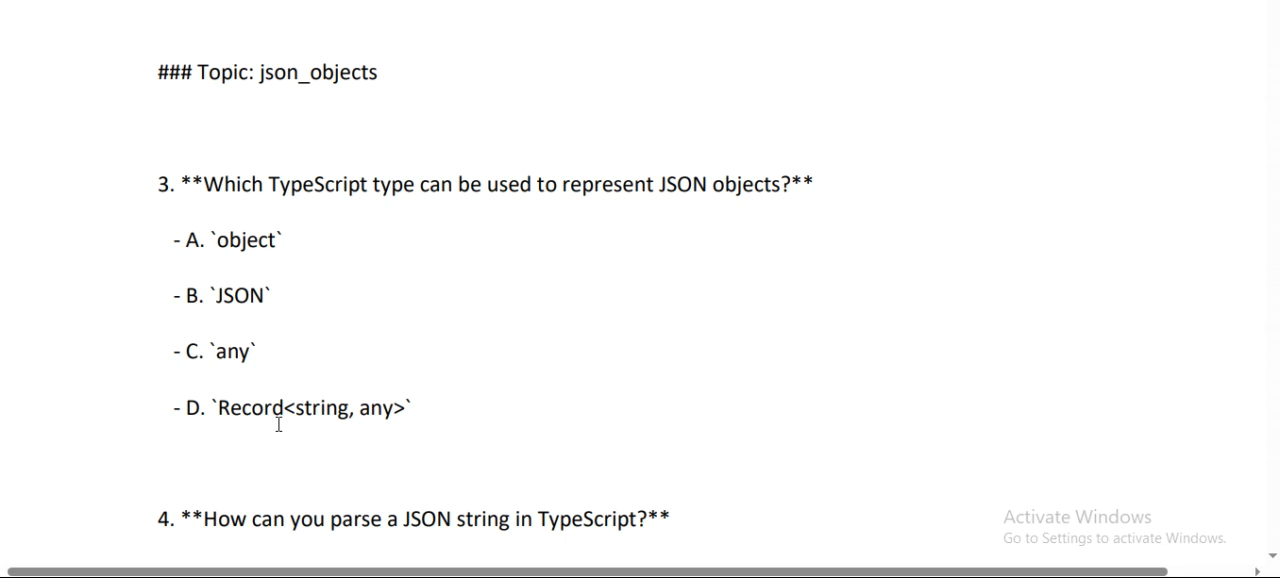 ### Topic: json_objects
3. **Which TypeScript type can be used to represent JSON objects?**
- A. `object`
- B. `JSON`
- C. `any`
- D. `Record<string, any>`
4. **How can you parse a JSON string in TypeScript?**
Activate Windows
Go to Settings to activate Windows.